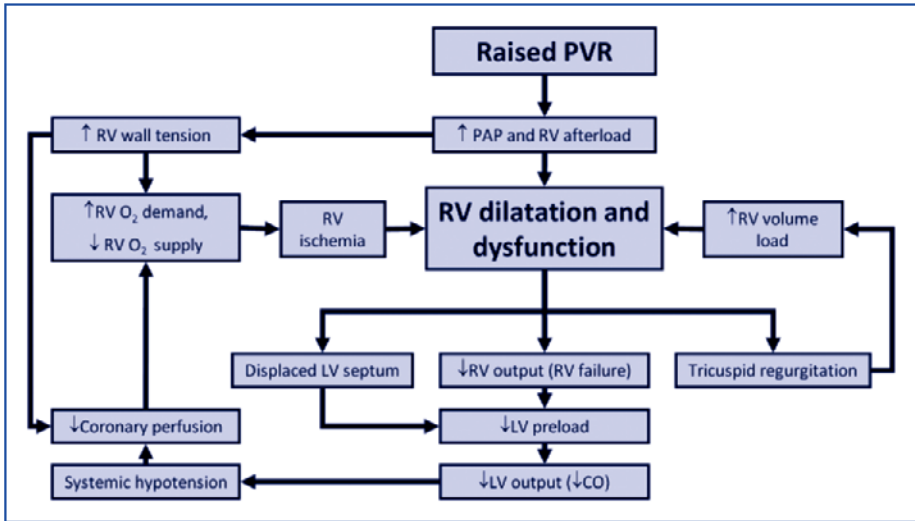 Raised PVR
↑ RV wall tension
↑ PAP and RV afterload
↑RV O₂ demand,
↓ RV O₂ supply
RV
ischemia
RV dilatation and
dysfunction
↑RV volume
load
Displaced LV septum
↓RV output (RV failure)
Tricuspid regurgitation
↓Coronary perfusion
↓LV preload
Systemic hypotension
↓LV output (↓CO)